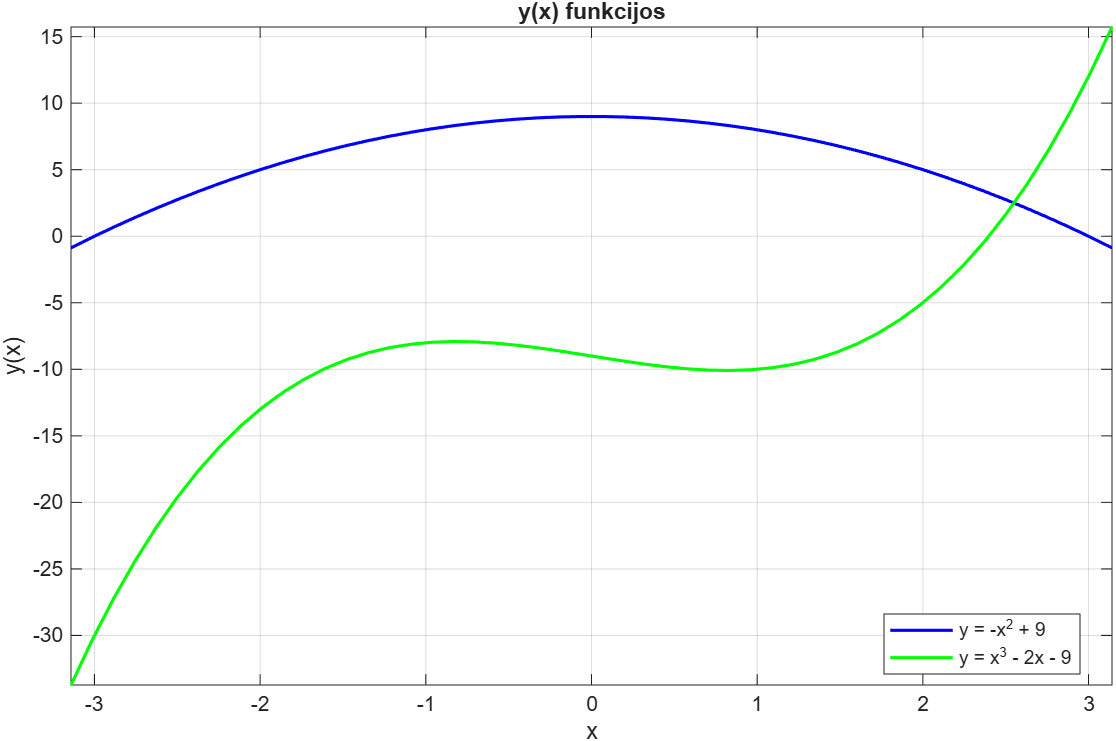 y(x) funkcijos
15
10
5
0
-5
-10
-15
-20
-25
-30
y(x)
-3 -2 -1 0 1 2 3
x
y = -x² + 9
y = x³ - 2x - 9